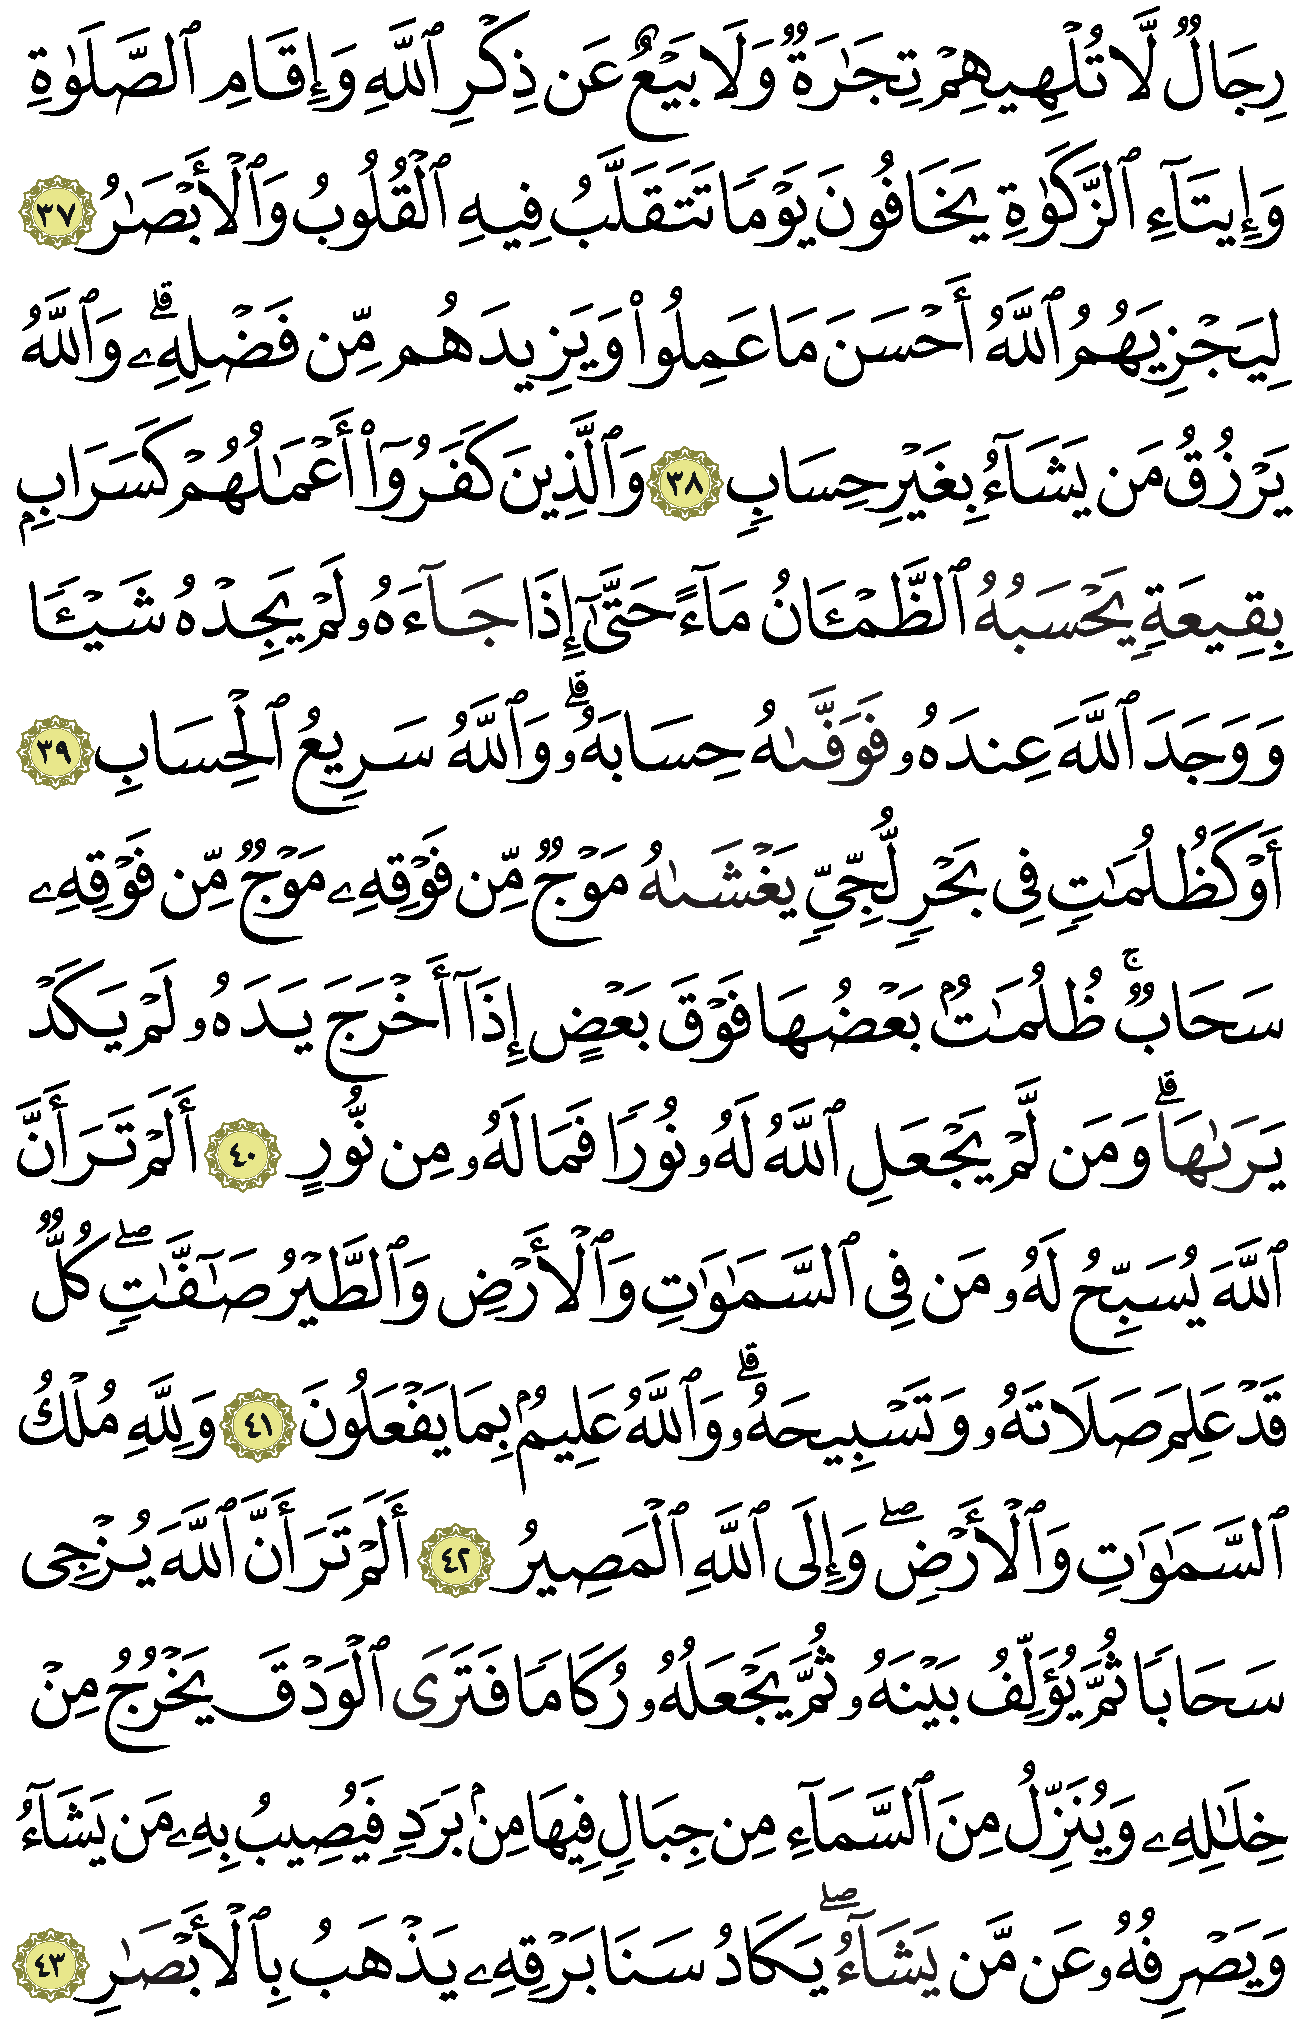 رِجَالٌ لَّا تُلْهِيهِمْ تِجَـٰرَةٌ وَلَا بَيْعٌ عَن ذِكْرِ ٱللَّهِ وَإِقَامِ ٱلصَّلَوٰةِ
وَإِيتَآءِ ٱلزَّكَوٰةِ يَخَافُونَ يَوْمًا تَتَقَلَّبُ فِيهِ ٱلْقُلُوبُ وَٱلْأَبْصَـٰرُ ٣٧
لِيَجْزِيَهُمُ ٱللَّهُ أَحْسَنَ مَا عَمِلُوا۟ وَيَزِيدَهُم مِّن فَضْلِهِۦ ۗ وَٱللَّهُ
يَرْزُقُ مَن يَشَآءُ بِغَيْرِ حِسَابٍ ٣٨ وَٱلَّذِينَ كَفَرُوٓا۟ أَعْمَـٰلُهُمْ كَسَرَابٍۭ
بِقِيعَةٍ يَحْسَبُهُ ٱلظَّمْـَٔانُ مَآءً حَتَّىٰٓ إِذَا جَآءَهُۥ لَمْ يَجِدْهُ شَيْـًٔا
وَوَجَدَ ٱللَّهَ عِندَهُۥ فَوَفَّىٰهُ حِسَابَهُۥ ۗ وَٱللَّهُ سَرِيعُ ٱلْحِسَابِ ٣٩
أَوْ كَظُلُمَـٰتٍ فِى بَحْرٍ لُّجِّىٍّ يَغْشَىٰهُ مَوْجٌ مِّن فَوْقِهِۦ مَوْجٌ مِّن فَوْقِهِۦ
سَحَابٌ ۚ ظُلُمَـٰتٌۢ بَعْضُهَا فَوْقَ بَعْضٍ إِذَآ أَخْرَجَ يَدَهُۥ لَمْ يَكَدْ
يَرَىٰهَا ۗ وَمَن لَّمْ يَجْعَلِ ٱللَّهُ لَهُۥ نُورًا فَمَا لَهُۥ مِن نُّورٍ ٤٠ أَلَمْ تَرَ أَنَّ
ٱللَّهَ يُسَبِّحُ لَهُۥ مَن فِى ٱلسَّمَـٰوَٰتِ وَٱلْأَرْضِ وَٱلطَّيْرُ صَـٰٓفَّـٰتٍ ۖ كُلٌّ
قَدْ عَلِمَ صَلَاتَهُۥ وَتَسْبِيحَهُۥ ۗ وَٱللَّهُ عَلِيمٌۢ بِمَا يَفْعَلُونَ ٤١ وَلِلَّهِ مُلْكُ
ٱلسَّمَـٰوَٰتِ وَٱلْأَرْضِ ۖ وَإِلَى ٱللَّهِ ٱلْمَصِيرُ ٤٢ أَلَمْ تَرَ أَنَّ ٱللَّهَ يُزْجِى
سَحَابًا ثُمَّ يُؤَلِّفُ بَيْنَهُۥ ثُمَّ يَجْعَلُهُۥ رُكَامًا فَتَرَى ٱلْوَدْقَ يَخْرُجُ مِنْ
خِلَـٰلِهِۦ وَيُنَزِّلُ مِنَ ٱلسَّمَآءِ مِن جِبَالٍ فِيهَا مِنۢ بَرَدٍ فَيُصِيبُ بِهِۦ مَن يَشَآءُ
وَيَصْرِفُهُۥ عَن مَّن يَشَآءُ ۖ يَكَادُ سَنَا بَرْقِهِۦ يَذْهَبُ بِٱلْأَبْصَـٰرِ ٤٣